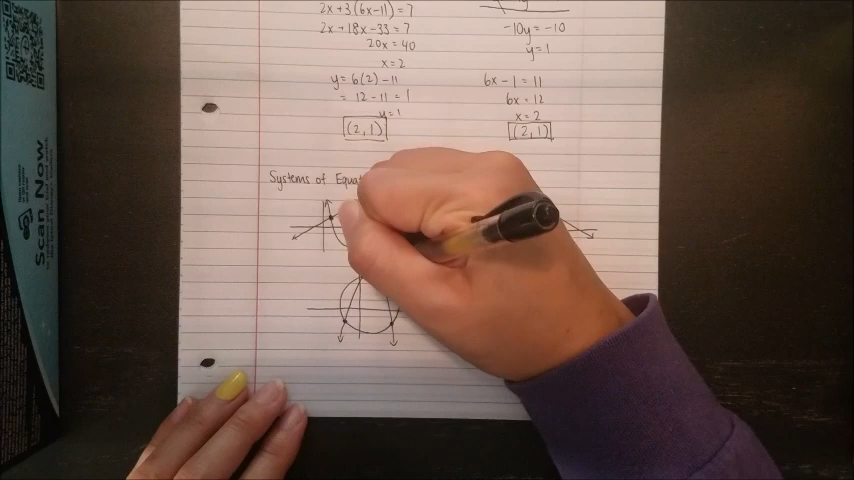 2x+3(6x-11)=7
2x+18x-33=7
20x=40
x=2
y=6(2)-11
=12-11=1
y=1
(2,1)
-10y=-10
y=1
6x-1=11
6x=12
x=2
(2,1)
Systems of
Scan Now